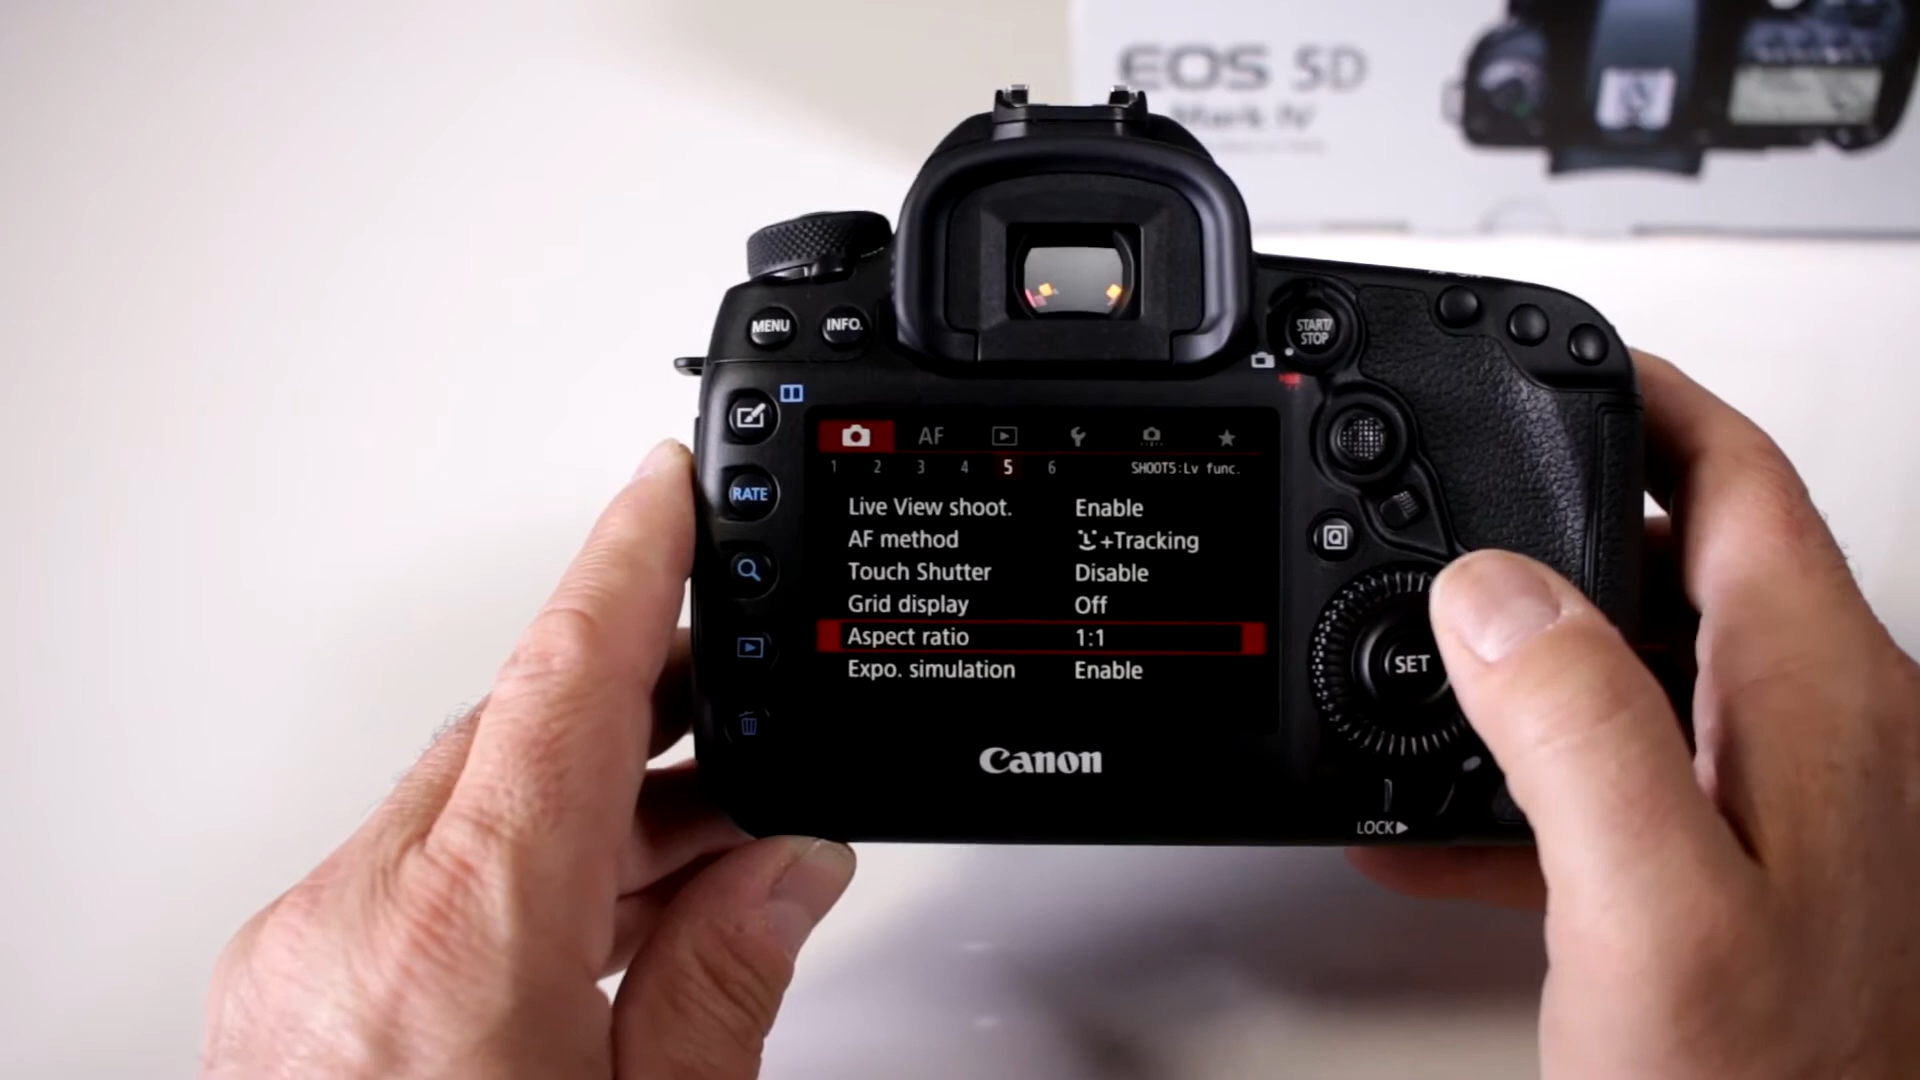 EOS 5D
Mark IV
MENU
INFO.
START/
STOP
RATE
AF
1 2 3 4 5 6
SHOOT5:Lv func.
Live View shoot. Enable
AF method +Tracking
Touch Shutter Disable
Grid display Off
Aspect ratio 1:1
Expo. simulation Enable
Q
SET
Canon
LOCK▶